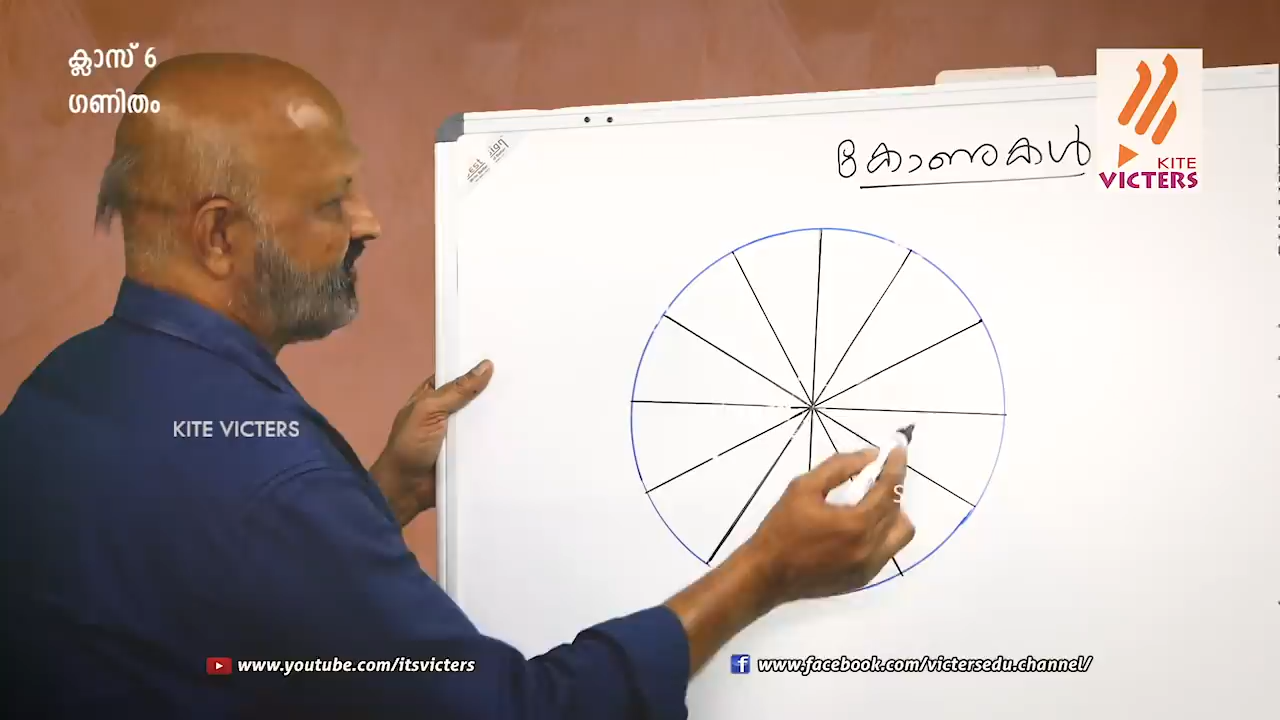 ക്ലാസ് 6
ഗണിതം
കോണുകൾ
KITE
VICTERS
KITE VICTERS
S
www.youtube.com/itsvicters
www.facebook.com/victersedu.channel/